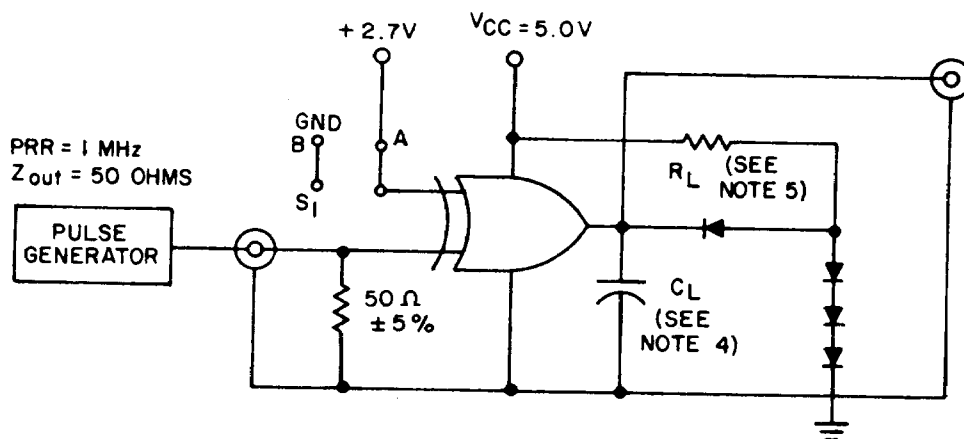 +2.7V
VCC=5.0V
GND
B
A
S1
PRR = 1 MHz
Zout = 50 OHMS
PULSE
GENERATOR
50 Ω
±5%
RL
(SEE
NOTE 5)
CL
(SEE
NOTE 4)